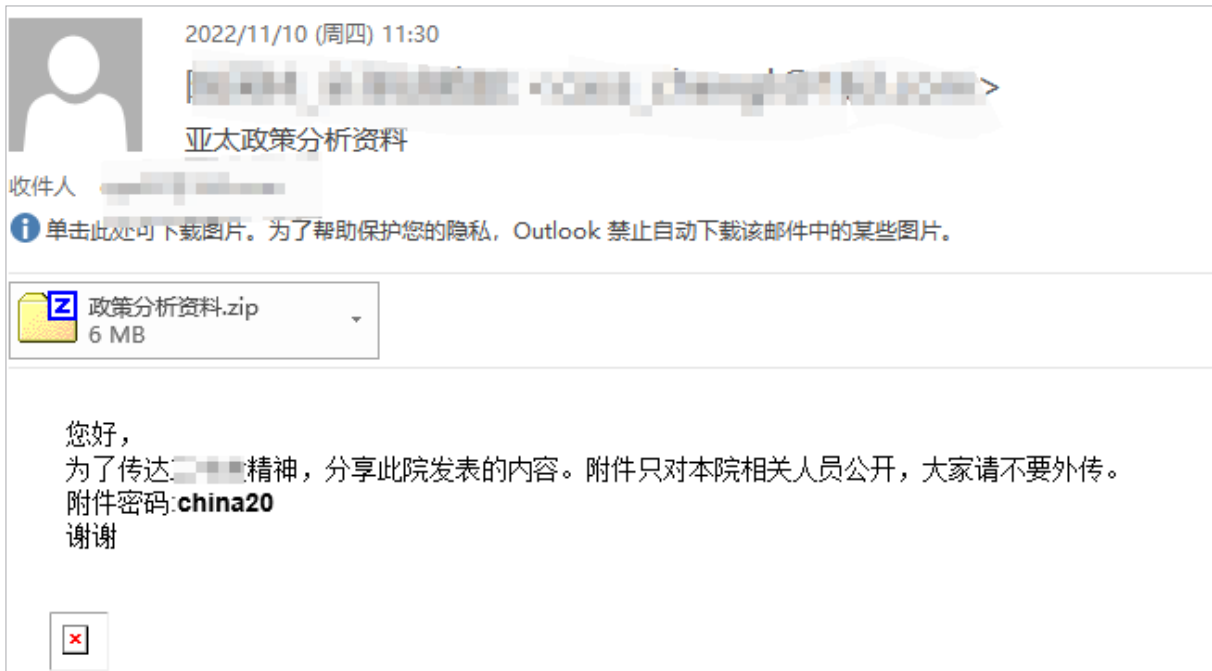 2022/11/10 (周四) 11:30
亚太政策分析资料
收件人
单击此处可下载图片。为了帮助保护您的隐私，Outlook 禁止自动下载该邮件中的某些图片。
政策分析资料.zip
6 MB
您好，
为了传达 精神，分享此院发表的内容。附件只对本院相关人员公开，大家请不要外传。
附件密码:china20
谢谢